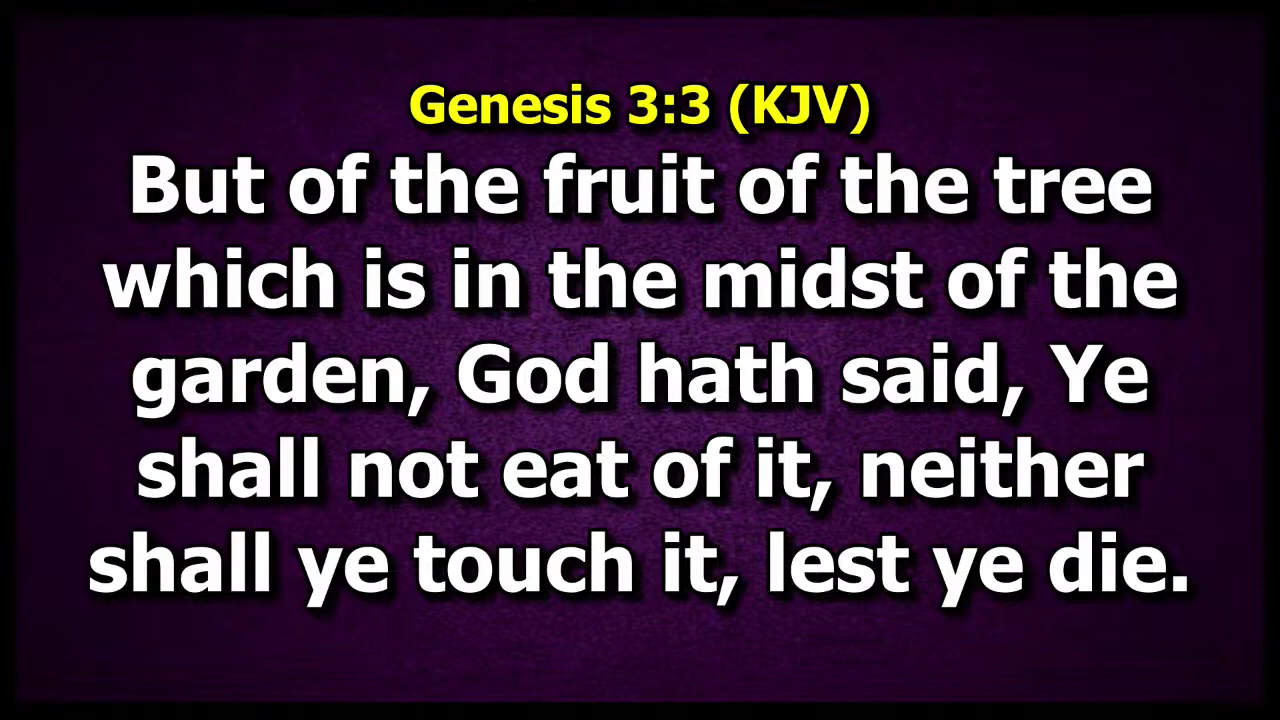 Genesis 3:3 (KJV)
But of the fruit of the tree
which is in the midst of the
garden, God hath said, Ye
shall not eat of it, neither
shall ye touch it, lest ye die.